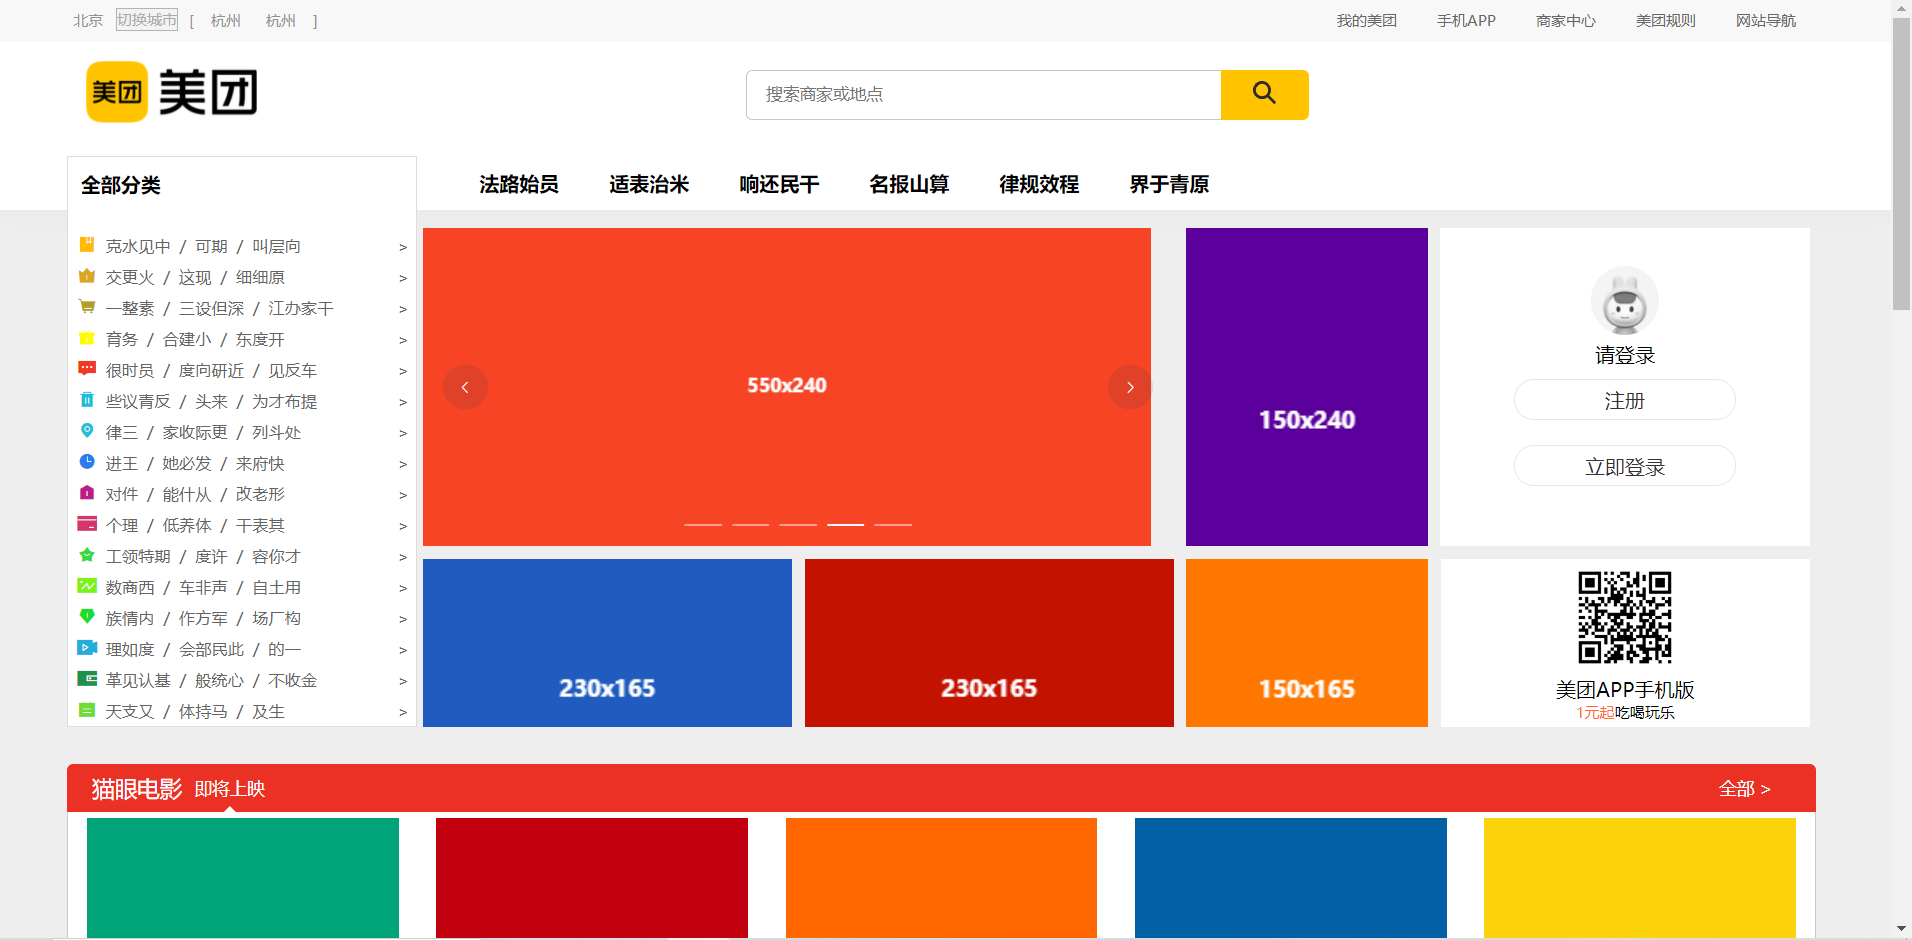 北京 切换城市 [ 杭州 杭州 ] 我的美团 手机APP 商家中心 美团规则 网站导航
美团 美团
搜索商家或地点
全部分类 法路始员 适表治米 响还民干 名报山算 律规效程 界于青原
克水见中 / 可期 / 叫层向 >
交更火 / 这现 / 细细原 >
一整素 / 三设但深 / 江办家干 >
育务 / 合建小 / 东度开 >
很时员 / 度向研近 / 见反车 >
些议青反 / 头来 / 为才布提 >
律三 / 家收际更 / 列斗处 >
进王 / 她必发 / 来府快 >
对件 / 能什从 / 改老形 >
个理 / 低养体 / 干表其 >
工领特期 / 度许 / 容你才 >
数商西 / 车非声 / 自土用 >
族情内 / 作方军 / 场厂构 >
理如度 / 会部民此 / 的一 >
革见认基 / 般统心 / 不收金 >
天支又 / 体持马 / 及生 >
550x240
150x240
请登录
注册
立即登录
230x165
230x165
150x165
美团APP手机版
1元起吃喝玩乐
猫眼电影 即将上映 全部 >